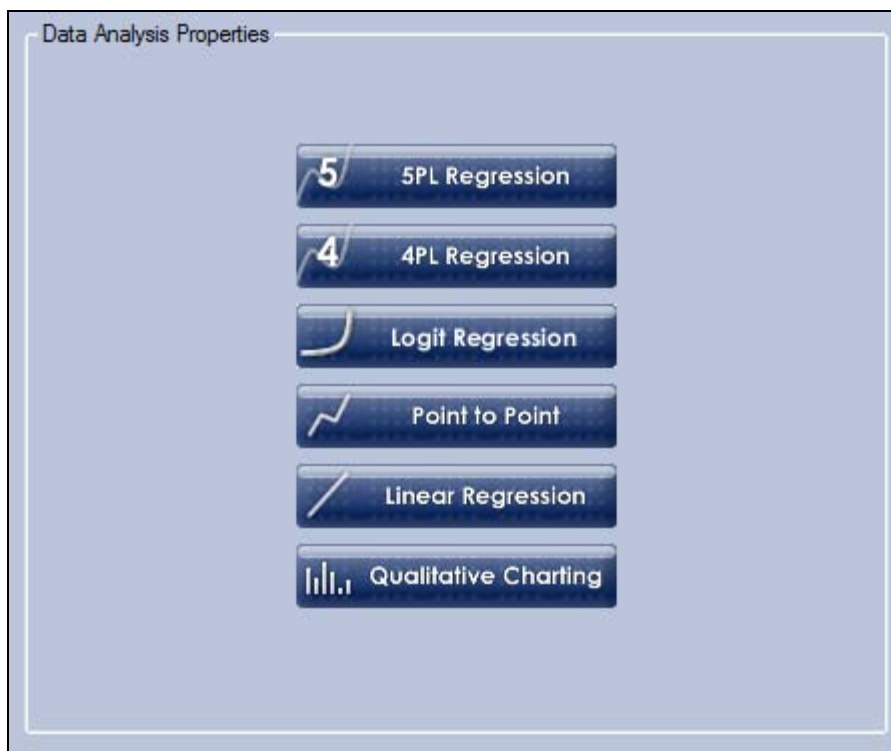 Data Analysis Properties
5 5PL Regression
4 4PL Regression
Logit Regression
Point to Point
Linear Regression
Qualitative Charting